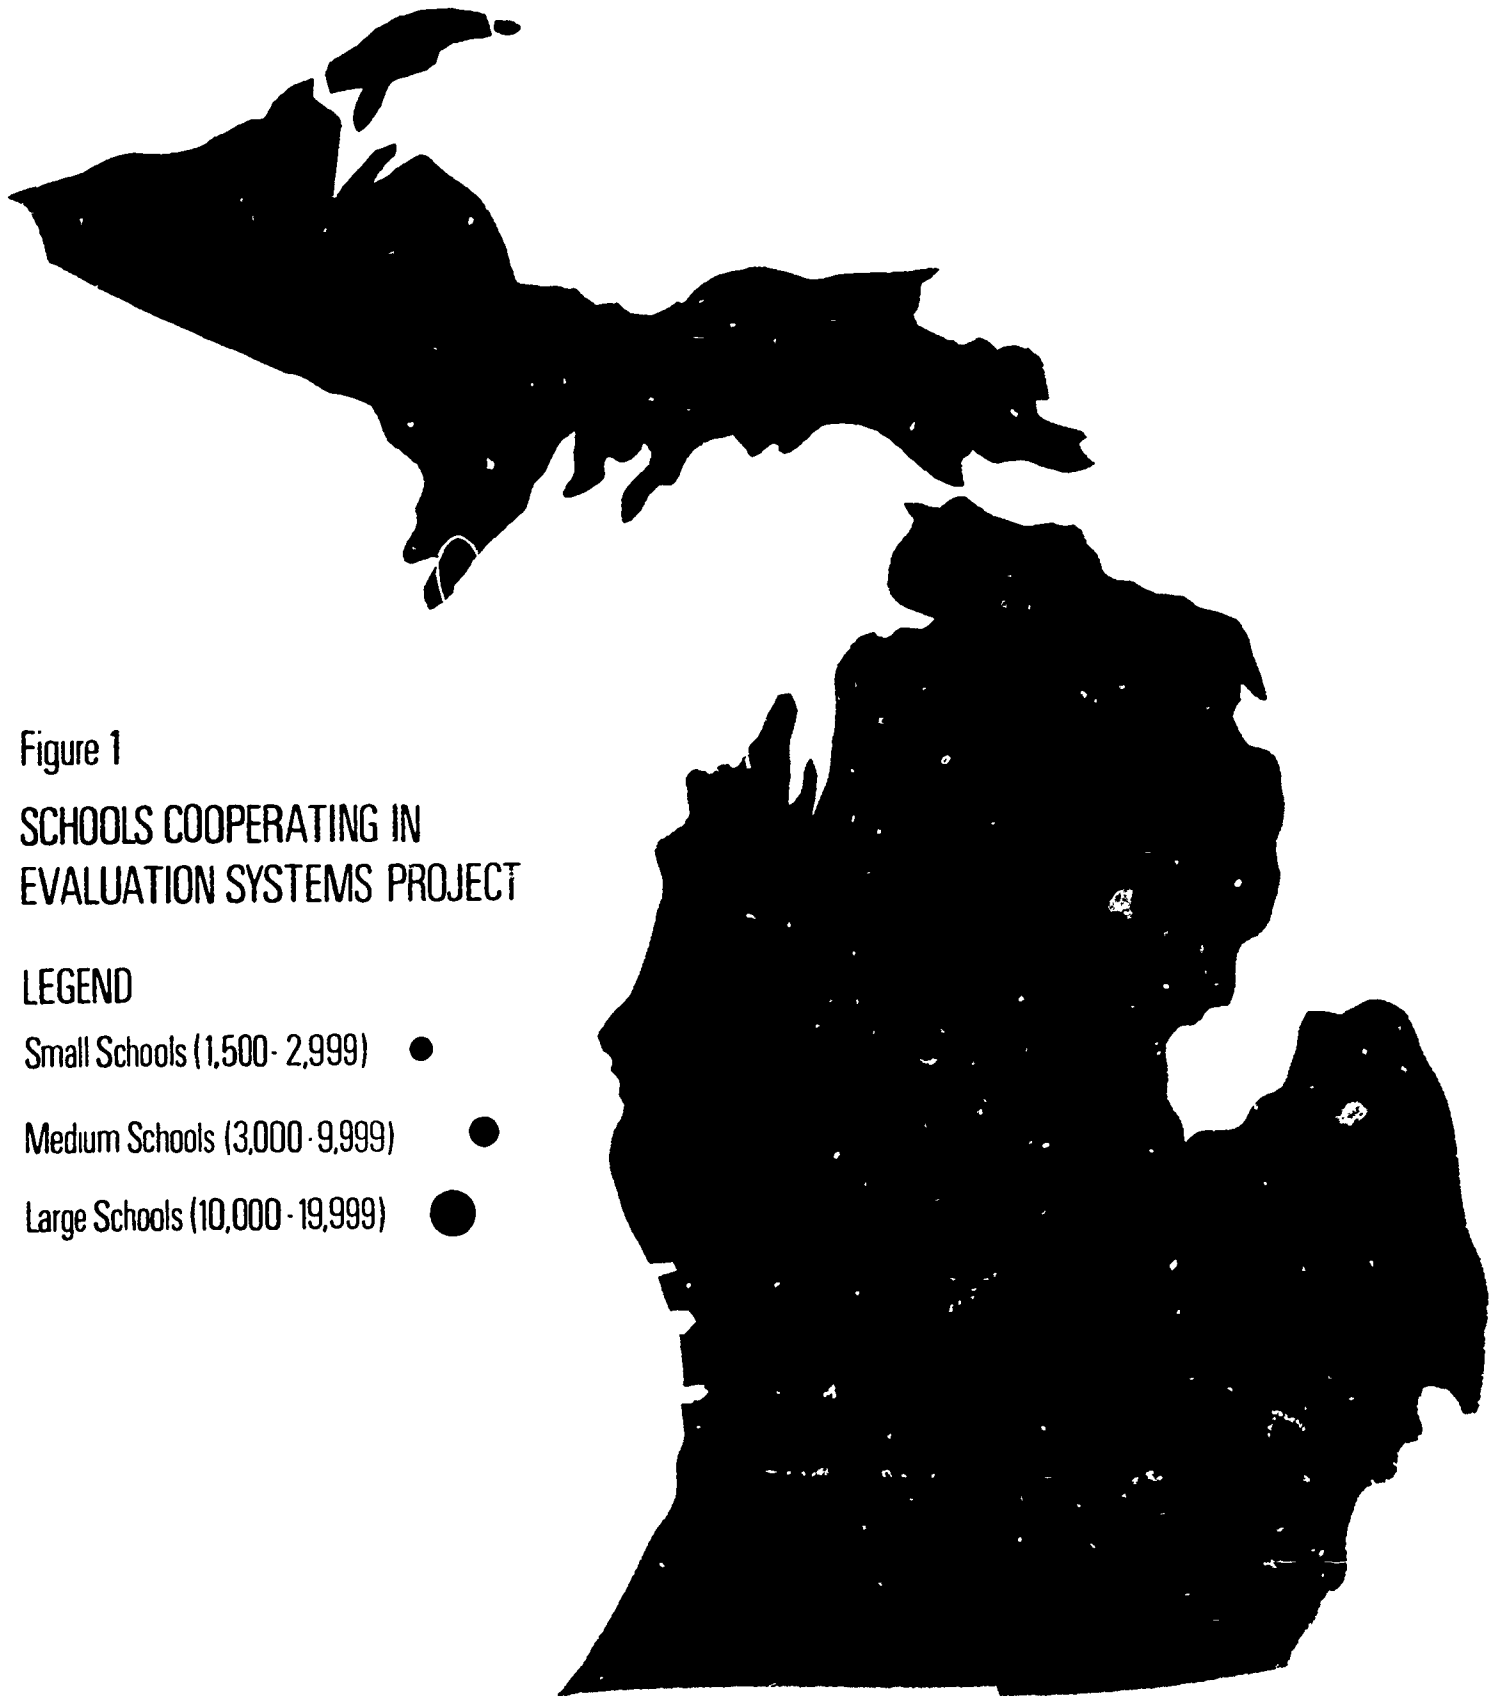 Figure 1
SCHOOLS COOPERATING IN
EVALUATION SYSTEMS PROJECT
LEGEND
Small Schools (1,500- 2,999)
Medium Schools (3,000-9,999)
Large Schools (10,000-19,999)